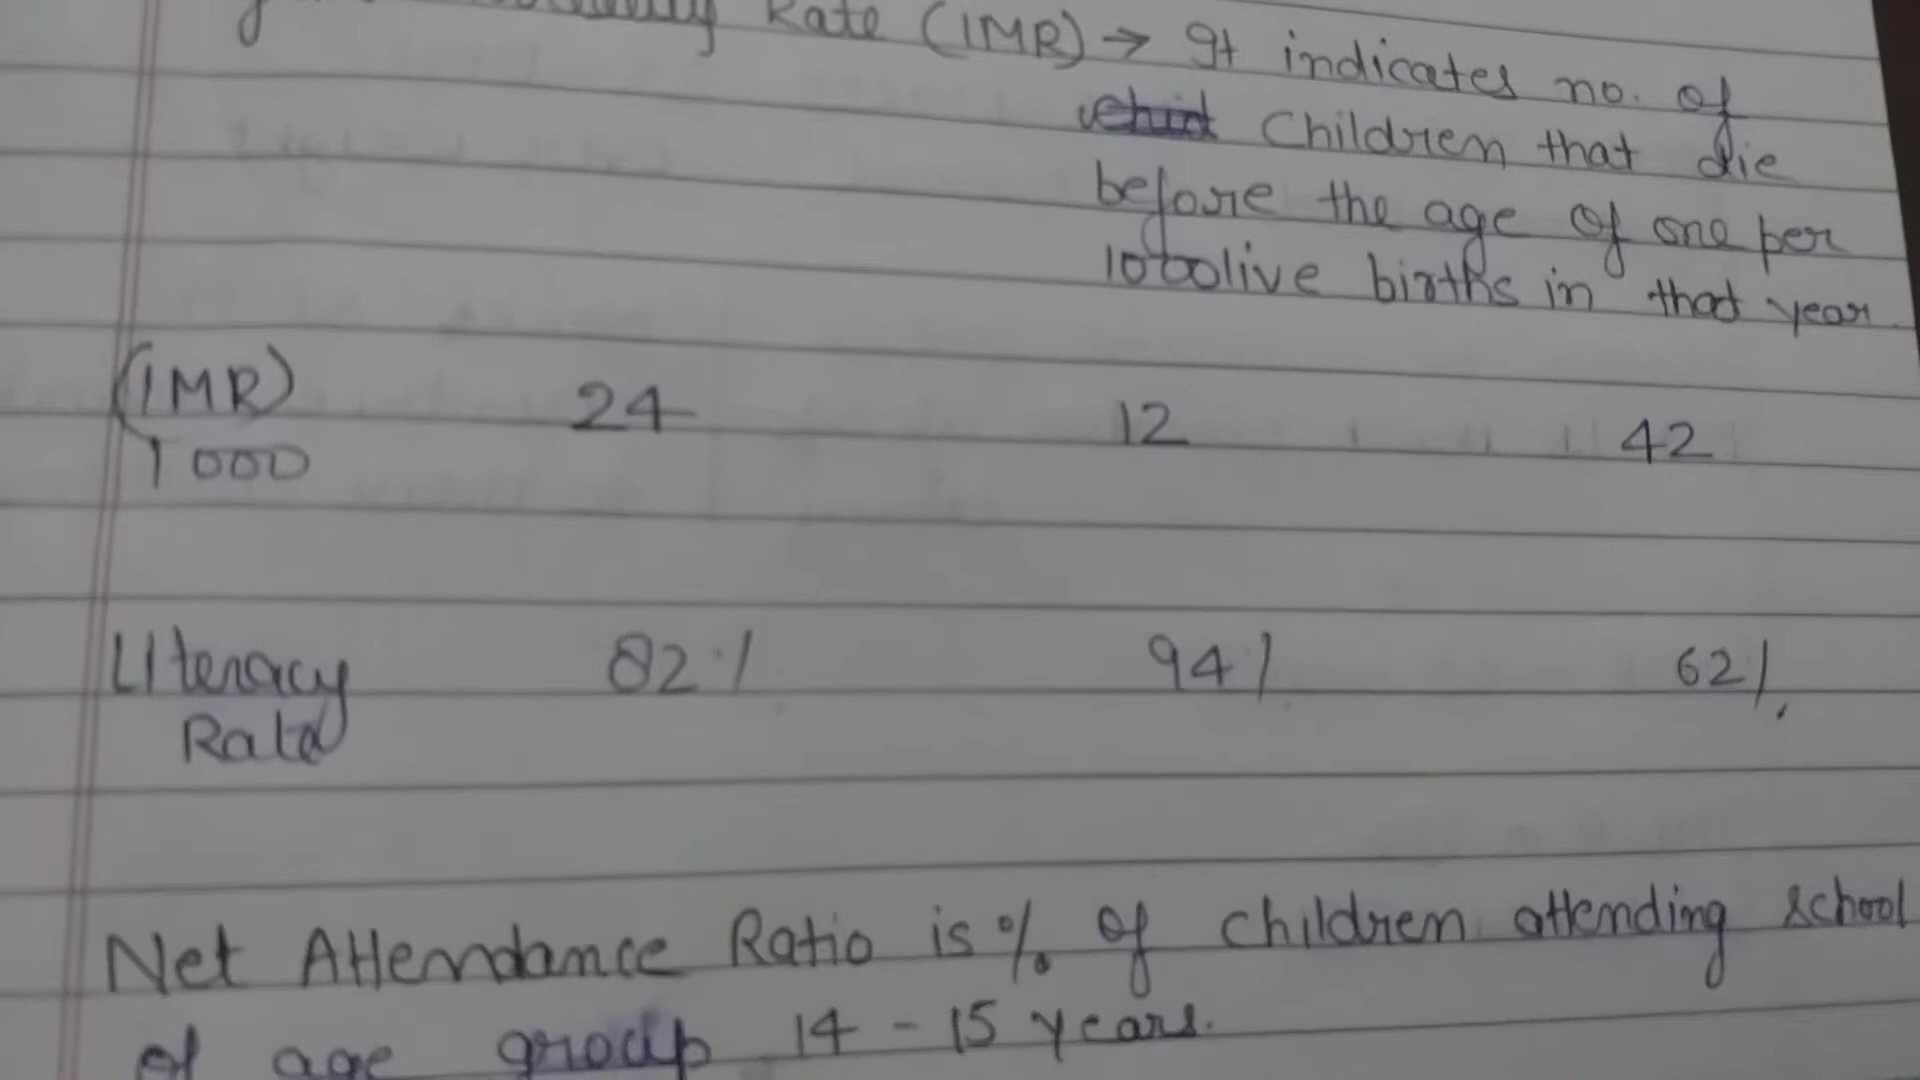 Rate (IMR) → It indicates no. of
Children that die
before the age of one per
1000 live births in that year.
(IMR) 24 12 42
1000
Literacy 82% 94% 62%.
Rate
Net Attendance Ratio is % of children attending school
of age group 14 - 15 years.